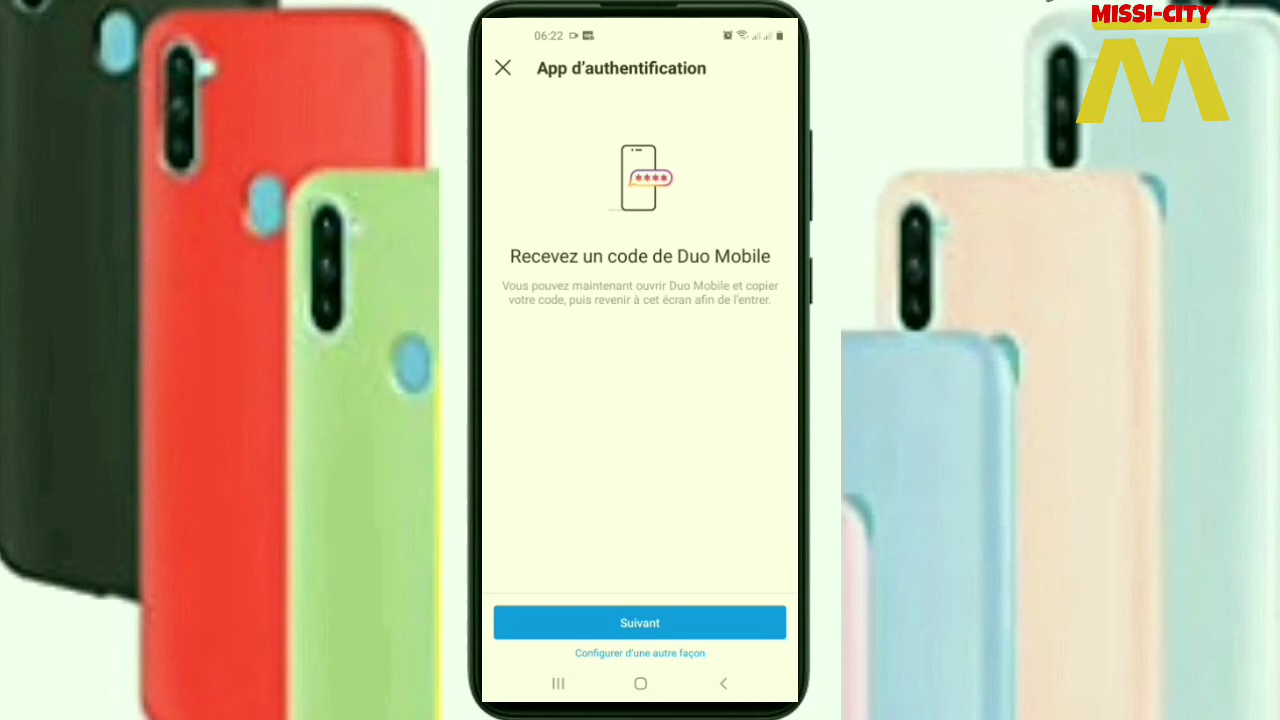 MISSI-CITY
M
06:22
App d'authentification
****
Recevez un code de Duo Mobile
Vous pouvez maintenant ouvrir Duo Mobile et copier
votre code, puis revenir à cet écran afin de l'entrer.
Suivant
Configurer d'une autre façon